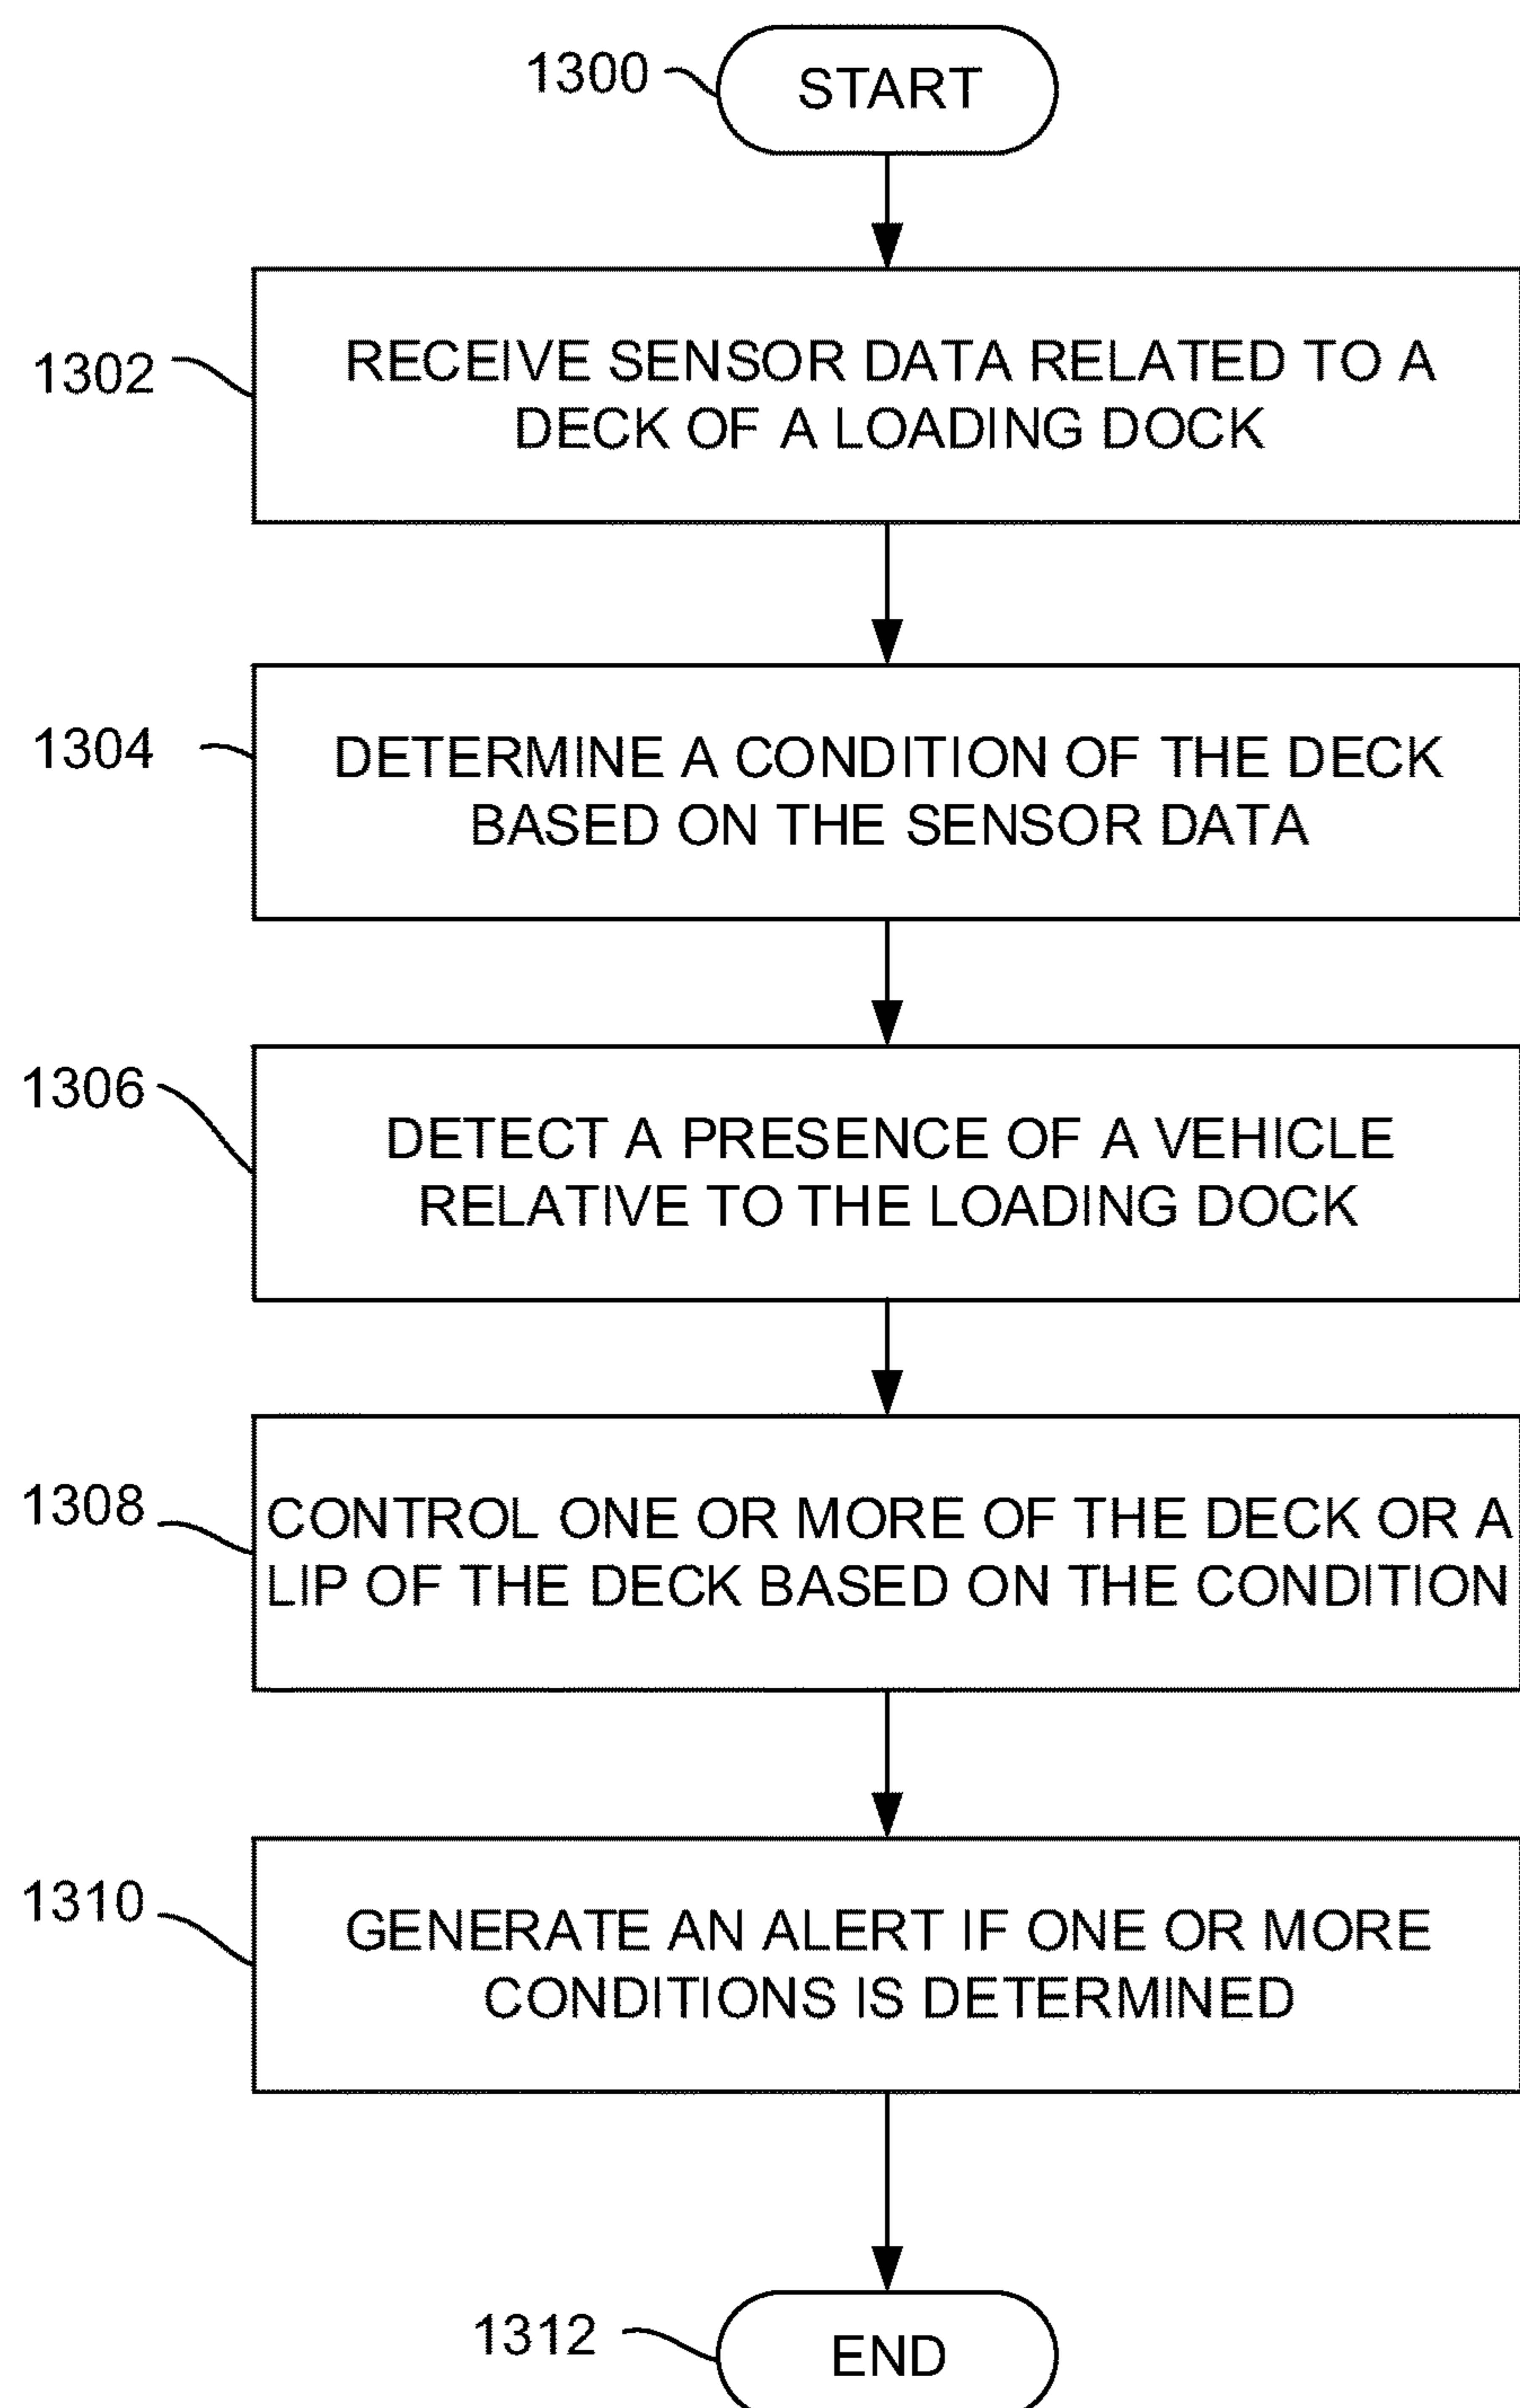 1300
START
1302
RECEIVE SENSOR DATA RELATED TO A
DECK OF A LOADING DOCK
1304
DETERMINE A CONDITION OF THE DECK
BASED ON THE SENSOR DATA
1306
DETECT A PRESENCE OF A VEHICLE
RELATIVE TO THE LOADING DOCK
1308
CONTROL ONE OR MORE OF THE DECK OR A
LIP OF THE DECK BASED ON THE CONDITION
1310
GENERATE AN ALERT IF ONE OR MORE
CONDITIONS IS DETERMINED
1312
END